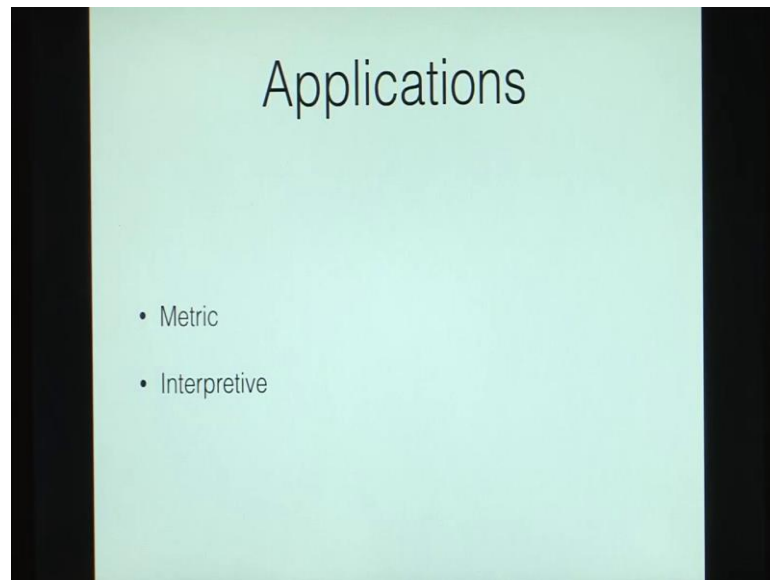 Applications
• Metric
• Interpretive